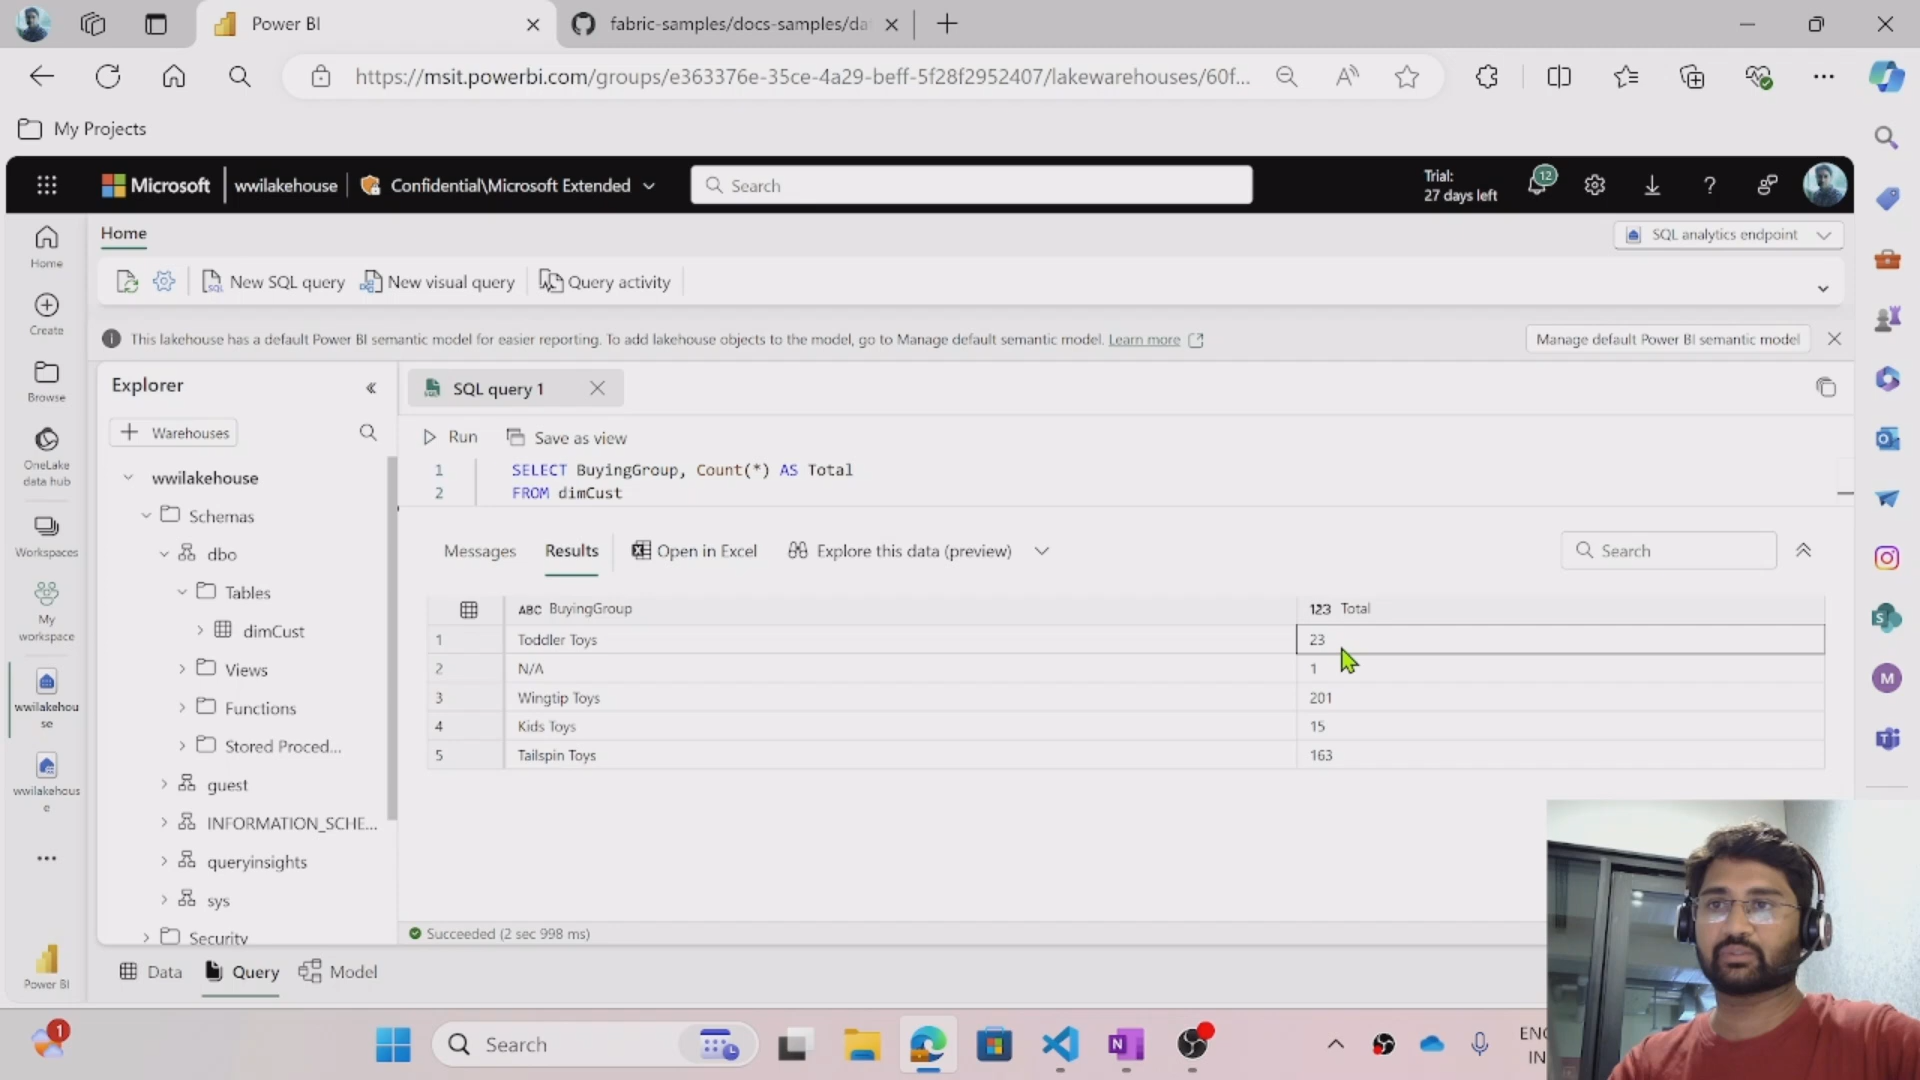 Power BI
fabric-samples/docs-samples/da
https://msit.powerbi.com/groups/e363376e-35ce-4a29-beff-5f28f2952407/lakewarehouses/60f...
My Projects
Microsoft
wwilakehouse
Confidential\Microsoft Extended
Search
Trial:
27 days left
12
?
Home
SQL analytics endpoint
New SQL query
New visual query
Query activity
This lakehouse has a default Power BI semantic model for easier reporting. To add lakehouse objects to the model, go to Manage default semantic model. Learn more
Manage default Power BI semantic model
Home
Create
Browse
OneLake
data hub
Workspaces
My
workspace
wwilakehou
se
wwilakehous
e
Power BI
Explorer
Warehouses
wwilakehouse
Schemas
dbo
Tables
dimCust
Views
Functions
Stored Proced...
guest
INFORMATION_SCHE...
queryinsights
sys
Security
SQL query 1
Run
Save as view
1 SELECT BuyingGroup, Count(*) AS Total
2 FROM dimCust
Messages
Results
Open in Excel
Explore this data (preview)
Search
ABC BuyingGroup 123 Total
1 Toddler Toys 23
2 N/A 1
3 Wingtip Toys 201
4 Kids Toys 15
5 Tailspin Toys 163
Succeeded (2 sec 998 ms)
Data
Query
Model
M
1
Search
N
ENG
IN